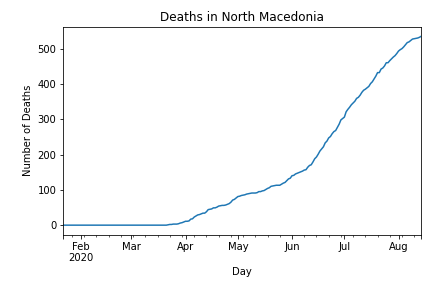 Deaths in North Macedonia
500
400
300
200
100
0
Number of Deaths
Feb Mar Apr May Jun Jul Aug
2020
Day